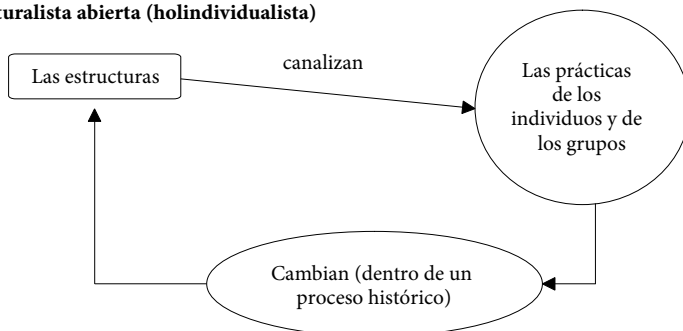 turalista abierta (holindividualista)
canalizan
Las estructuras
Las prácticas
de los
individuos y de
los grupos
Cambian (dentro de un
proceso histórico)